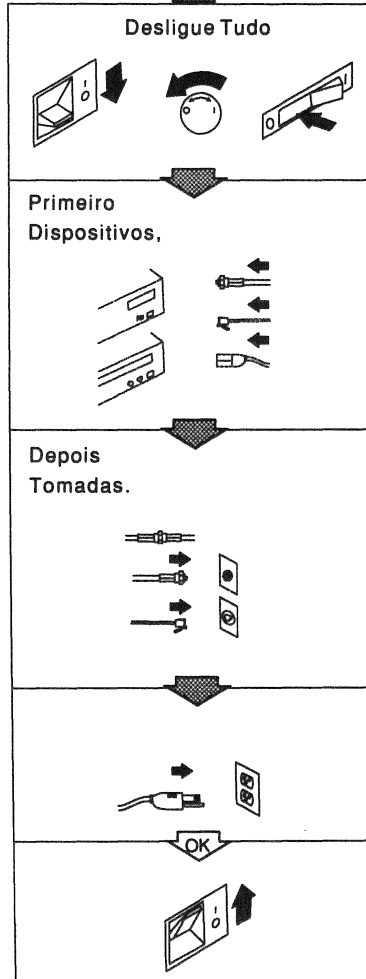 Desligue Tudo
Primeiro
Dispositivos,
Depois
Tomadas.
OK